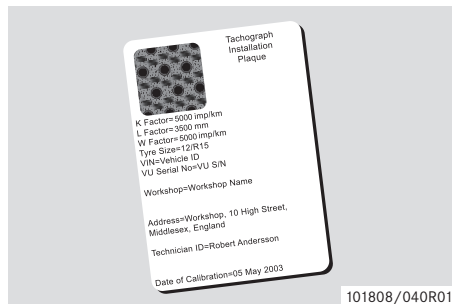 Tachograph
Installation
Plaque
K Factor=5000 imp/km
L Factor=3500 mm
W Factor=5000 imp/km
Tyre Size=12/R15
VIN=Vehicle ID
VU Serial No=VU S/N
Workshop=Workshop Name
Address=Workshop, 10 High Street,
Middlesex, England
Technician ID=Robert Andersson
Date of Calibration=05 May 2003
101808/040R01